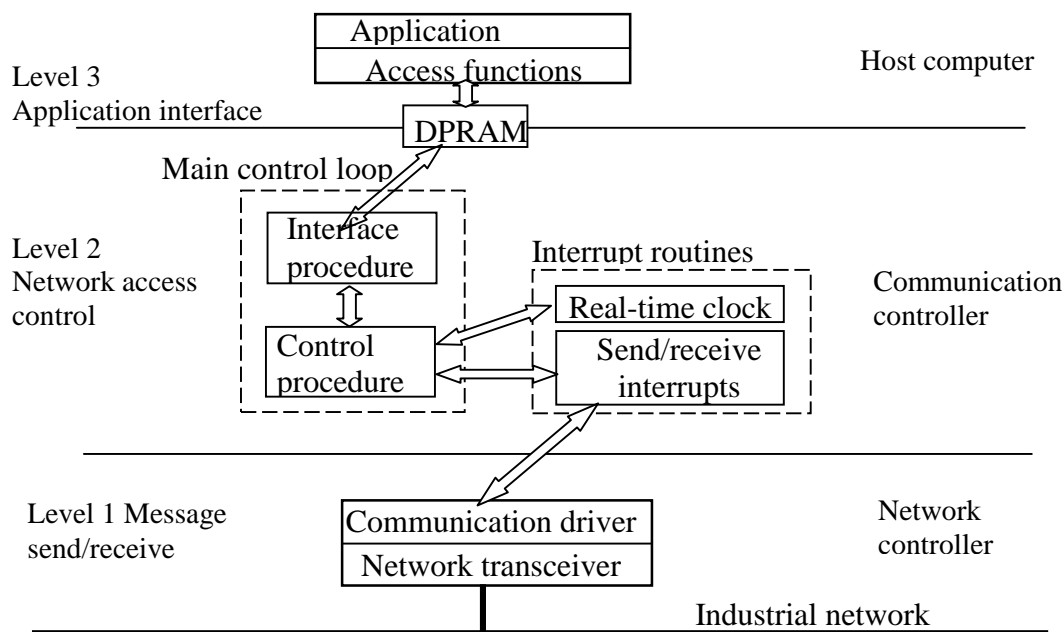 Application
Access functions
Host computer
Level 3
Application interface
DPRAM
Main control loop
Interface
procedure
Level 2
Network access
control
Interrupt routines
Real-time clock
Communication
controller
Control
procedure
Send/receive
interrupts
Level 1 Message
send/receive
Communication driver
Network transceiver
Network
controller
Industrial network